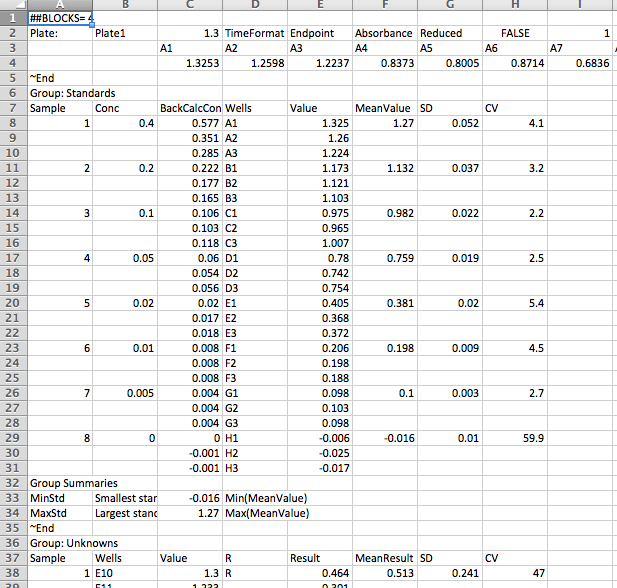 A B C D E F G H I
1 ##BLOCKS= 4
2 Plate: Plate1 1.3 TimeFormat Endpoint Absorbance Reduced FALSE 1
3 A1 A2 A3 A4 A5 A6 A7
4 1.3253 1.2598 1.2237 0.8373 0.8005 0.8714 0.6836
5 ~End
6 Group: Standards
7 Sample Conc BackCalcCon Wells Value MeanValue SD CV
8 1 0.4 0.577 A1 1.325 1.27 0.052 4.1
9 0.351 A2 1.26
10 0.285 A3 1.224
11 2 0.2 0.222 B1 1.173 1.132 0.037 3.2
12 0.177 B2 1.121
13 0.165 B3 1.103
14 3 0.1 0.106 C1 0.975 0.982 0.022 2.2
15 0.103 C2 0.965
16 0.118 C3 1.007
17 4 0.05 0.06 D1 0.78 0.759 0.019 2.5
18 0.054 D2 0.742
19 0.056 D3 0.754
20 5 0.02 0.02 E1 0.405 0.381 0.02 5.4
21 0.017 E2 0.368
22 0.018 E3 0.372
23 6 0.01 0.008 F1 0.206 0.198 0.009 4.5
24 0.008 F2 0.198
25 0.008 F3 0.188
26 7 0.005 0.004 G1 0.098 0.1 0.003 2.7
27 0.004 G2 0.103
28 0.004 G3 0.098
29 8 0 0 H1 -0.006 -0.016 0.01 59.9
30 -0.001 H2 -0.025
31 -0.001 H3 -0.017
32 Group Summaries
33 MinStd Smallest star -0.016 Min(MeanValue)
34 MaxStd Largest stanc 1.27 Max(MeanValue)
35 ~End
36 Group: Unknowns
37 Sample Wells Value R Result MeanResult SD CV
38 1 E10 1.3 R 0.464 0.513 0.241 47